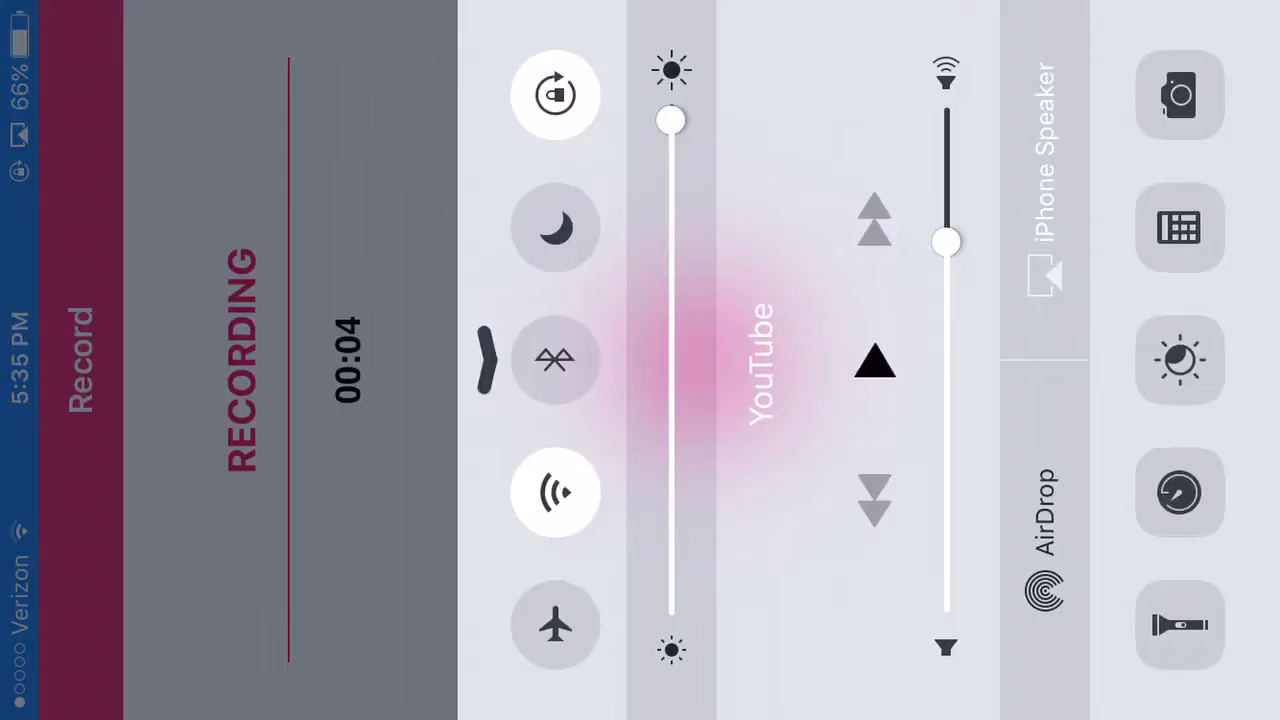 Verizon 5:35 PM 66%
Record
RECORDING
00:04
YouTube
AirDrop iPhone Speaker